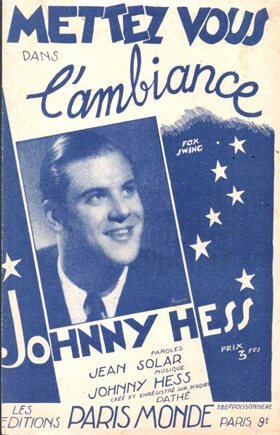 METTEZ VOUS
DANS
l'ambiance
FOX
SWING
JOHNNY HESS
PRIX
3 FFS
PAROLES
JEAN SOLAR
MUSIQUE
JOHNNY HESS
CRÉÉ ET ENREGISTRÉ SUR DISQUES
PATHÉ
LES
EDITIONS
PARIS MONDE
PARIS 9e